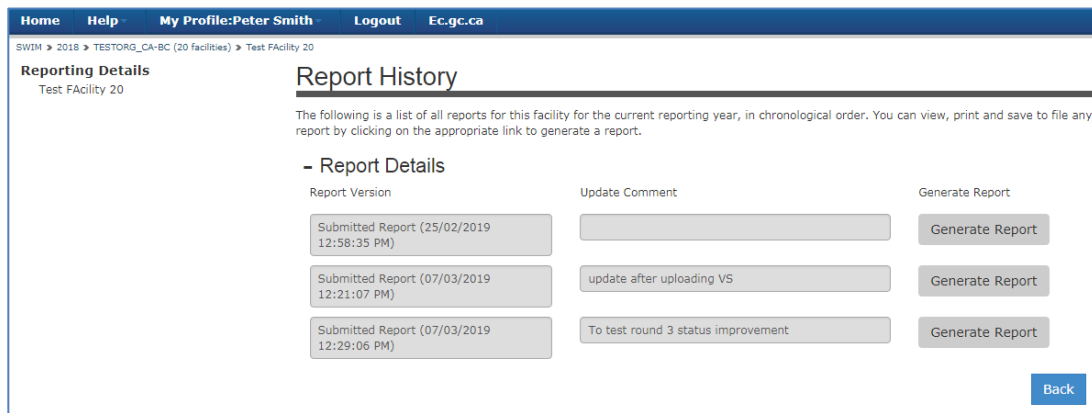 Home Help My Profile:Peter Smith Logout Ec.gc.ca
SWIM > 2018 > TESTORG_CA-BC (20 facilities) > Test FAcility 20
Reporting Details
Test FAcility 20
Report History
The following is a list of all reports for this facility for the current reporting year, in chronological order. You can view, print and save to file any
report by clicking on the appropriate link to generate a report.
– Report Details
Report Version Update Comment Generate Report
Submitted Report (25/02/2019
12:58:35 PM)
Generate Report
Submitted Report (07/03/2019
12:21:07 PM)
update after uploading VS
Generate Report
Submitted Report (07/03/2019
12:29:06 PM)
To test round 3 status improvement
Generate Report
Back